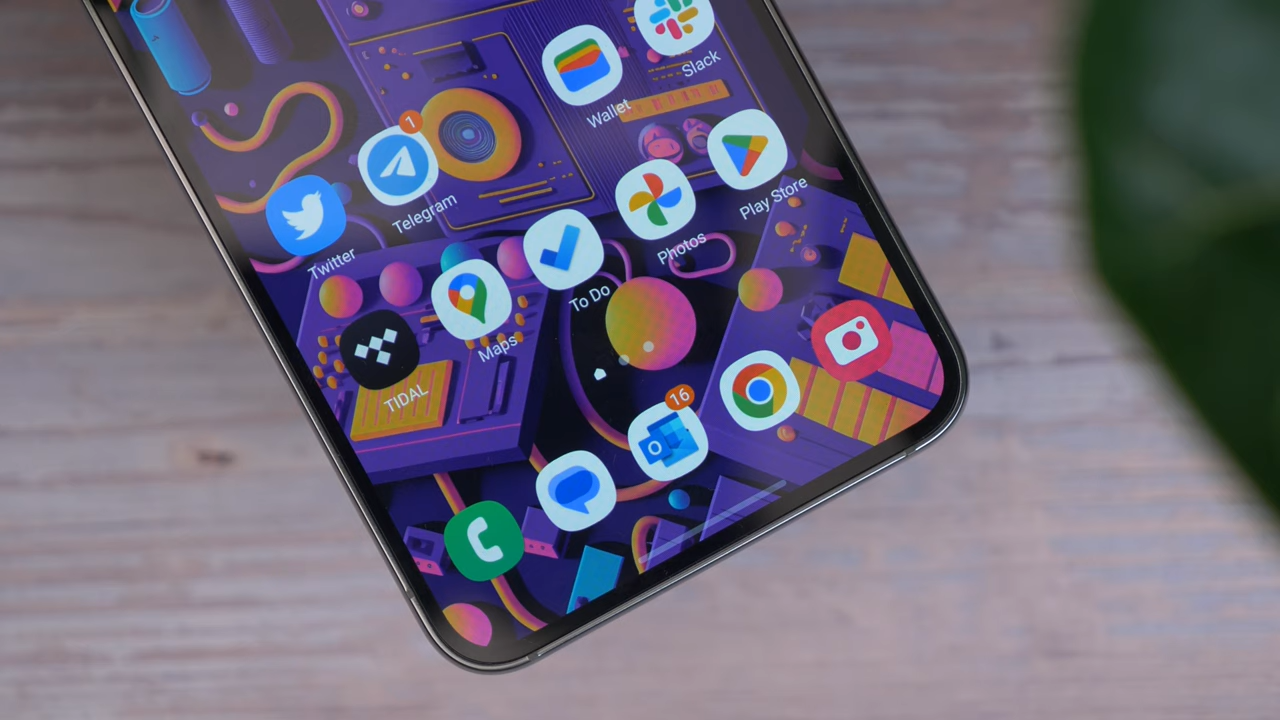 Slack
Wallet
1
Telegram
Play Store
Twitter
Photos
To Do
Maps
TIDAL
16
O